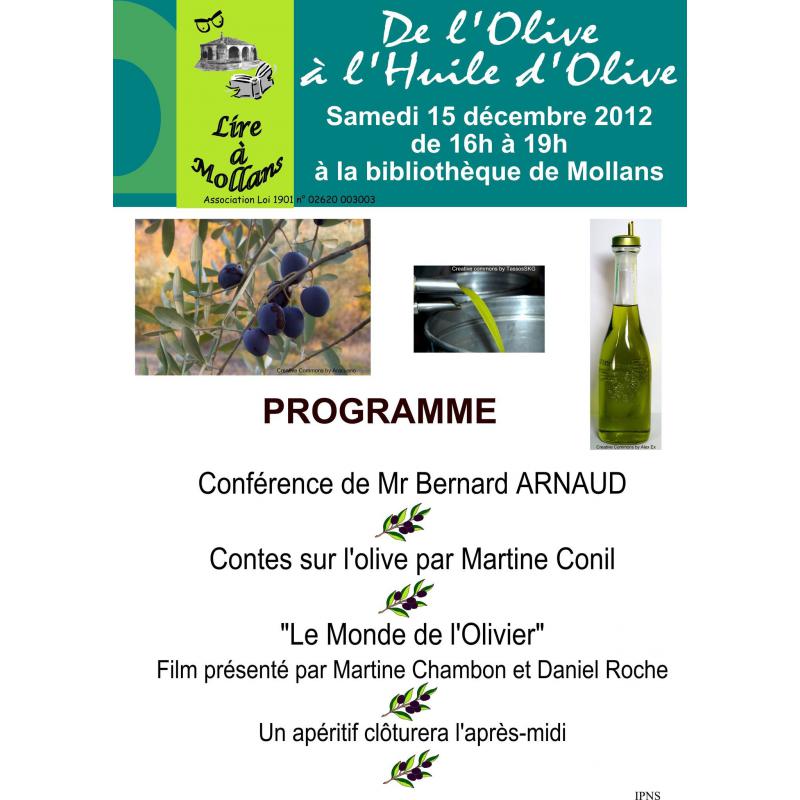 De l'Olive
à l'Huile d'Olive
Samedi 15 décembre 2012
de 16h à 19h
à la bibliothèque de Mollans
Lire
à
Mollans
Association Loi 1901 n° 02620 003003
Creative commons by TassosSKG
Creative Commons by
Creative Commons by Alex Ex
PROGRAMME
Conférence de Mr Bernard ARNAUD
Contes sur l'olive par Martine Conil
"Le Monde de l'Olivier"
Film présenté par Martine Chambon et Daniel Roche
Un apéritif clôturera l'après-midi
IPNS